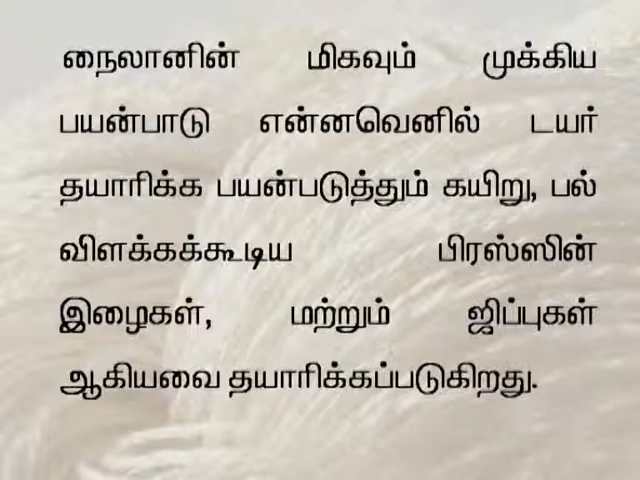 நைலானின் மிகவும் முக்கிய
பயன்பாடு என்னவெனில் டயர்
தயாரிக்க பயன்படுத்தும் கயிறு, பல்
விளக்கக்கூடிய பிரஸ்ஸின்
இழைகள், மற்றும் ஜிப்புகள்
ஆகியவை தயாரிக்கப்படுகிறது.